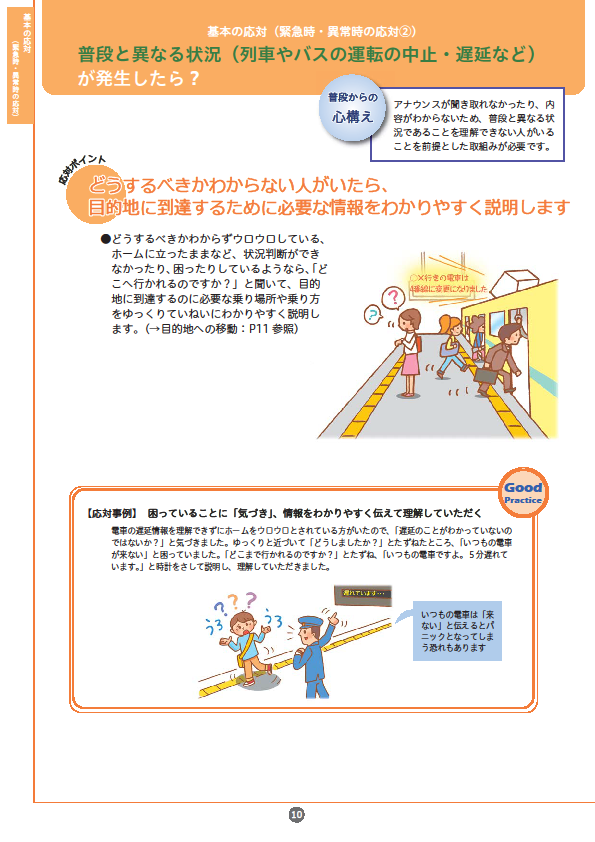 基本の応対
（緊急時・異常時の応対）
基本の応対（緊急時・異常時の応対②）
普段と異なる状況（列車やバスの運転の中止・遅延など）
が発生したら？
普段からの
心構え
アナウンスが聞き取れなかったり、内
容がわからないため、普段と異なる状
況であることを理解できない人がいる
ことを前提とした取組みが必要です。
応対ポイント
どうするべきかわからない人がいたら、
目的地に到達するために必要な情報をわかりやすく説明します
●どうするべきかわからずウロウロしている、
ホームに立ったままなど、状況判断ができ
なかったり、困ったりしているようなら、「ど
こへ行かれるのですか？」と聞いて、目的
地に到達するのに必要な乗り場所や乗り方
をゆっくりていねいにわかりやすく説明し
ます。（→目的地への移動：P11 参照）
○×行きの電車は
4番線に変更になりました
? ?
Good
Practice
【応対事例】 困っていることに「気づき」、情報をわかりやすく伝えて理解していただく
電車の遅延情報を理解できずにホームをウロウロとされている方がいたので、「遅延のことがわかっていないの
ではないか？」と気づきました。ゆっくりと近づいて「どうしましたか？」とたずねたところ、「いつもの電車
が来ない」と困っていました。「どこまで行かれるのですか？」とたずね、「いつもの電車ですよ。５分遅れて
います。」と時計をさして説明し、理解していただきました。
? ? ?
うろ うろ
遅れています・・・
いつもの電車は「来
ない」と伝えるとパ
ニックとなってしま
う恐れもあります
10